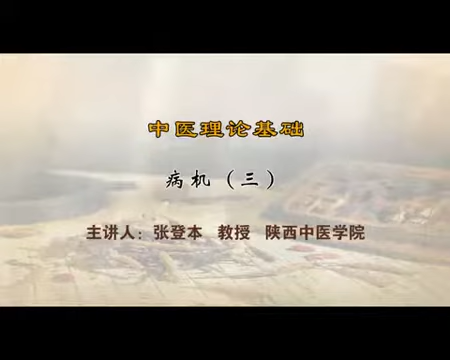 中医理论基础
病机（三）
主讲人：张登本 教授 陕西中医学院